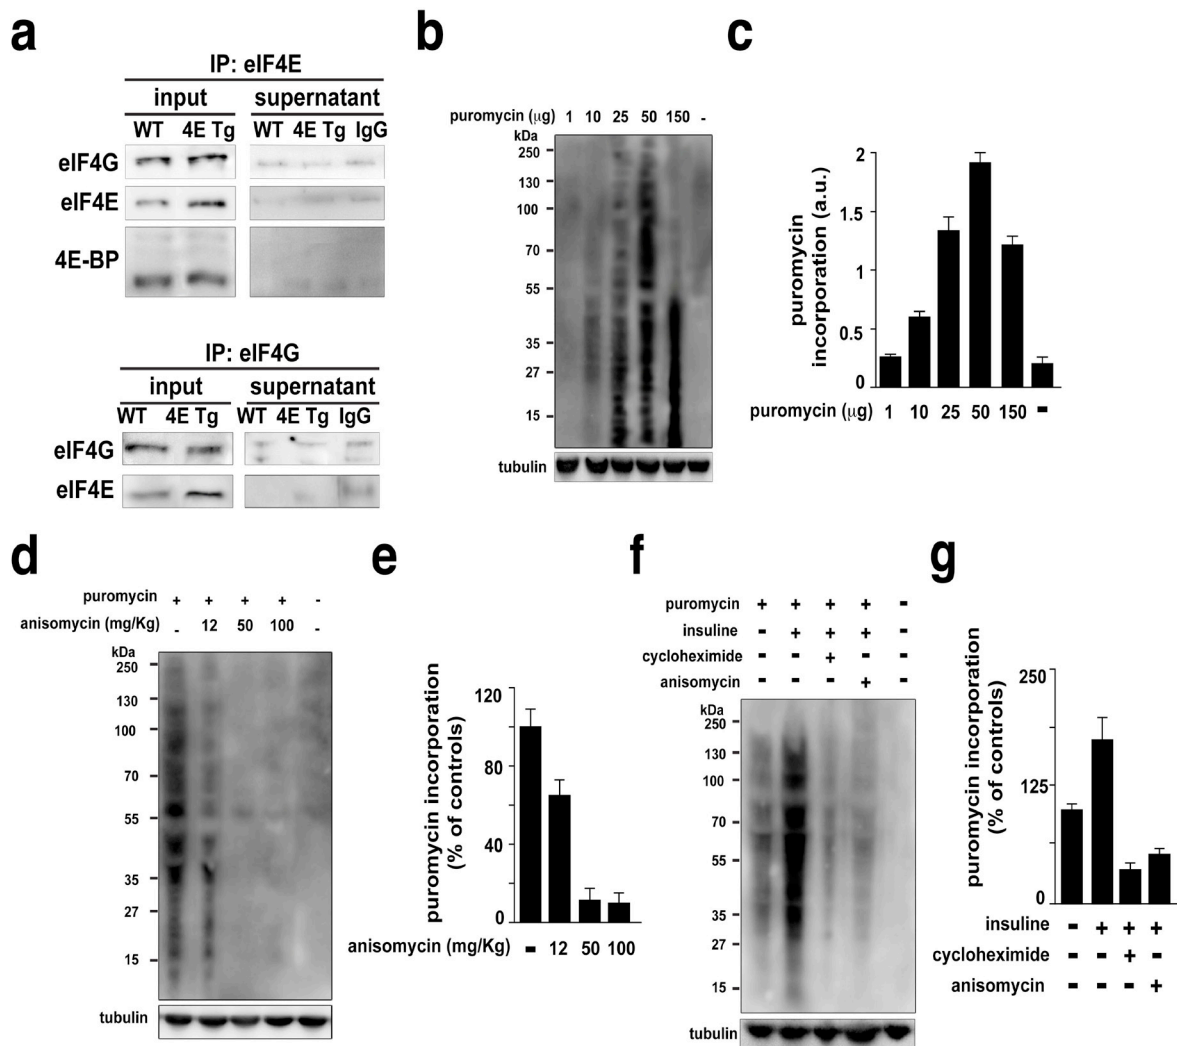 a
IP: eIF4E
input supernatant
WT 4E Tg WT 4E Tg IgG
eIF4G
eIF4E
4E-BP
IP: eIF4G
input supernatant
WT 4E Tg WT 4E Tg IgG
eIF4G
eIF4E
b
puromycin (μg) 1 10 25 50 150 -
kDa
250
130
100
70
55
35
27
15
tubulin
c
puromycin
incorporation (a.u.)
2
1.5
1
0.5
0
puromycin (μg) 1 10 25 50 150 -
d
puromycin + + + + -
anisomycin (mg/Kg) - 12 50 100 -
kDa
250
130
100
70
55
35
27
15
tubulin
e
puromycin incorporation
(% of controls)
120
80
40
0
anisomycin (mg/Kg) - 12 50 100
f
puromycin + + + + -
insuline - + + + -
cycloheximide - - + - -
anisomycin - - - + -
kDa
250
130
100
70
55
35
27
15
tubulin
g
puromycin incorporation
(% of controls)
250
125
0
insuline - + + +
cycloheximide - - + -
anisomycin - - - +